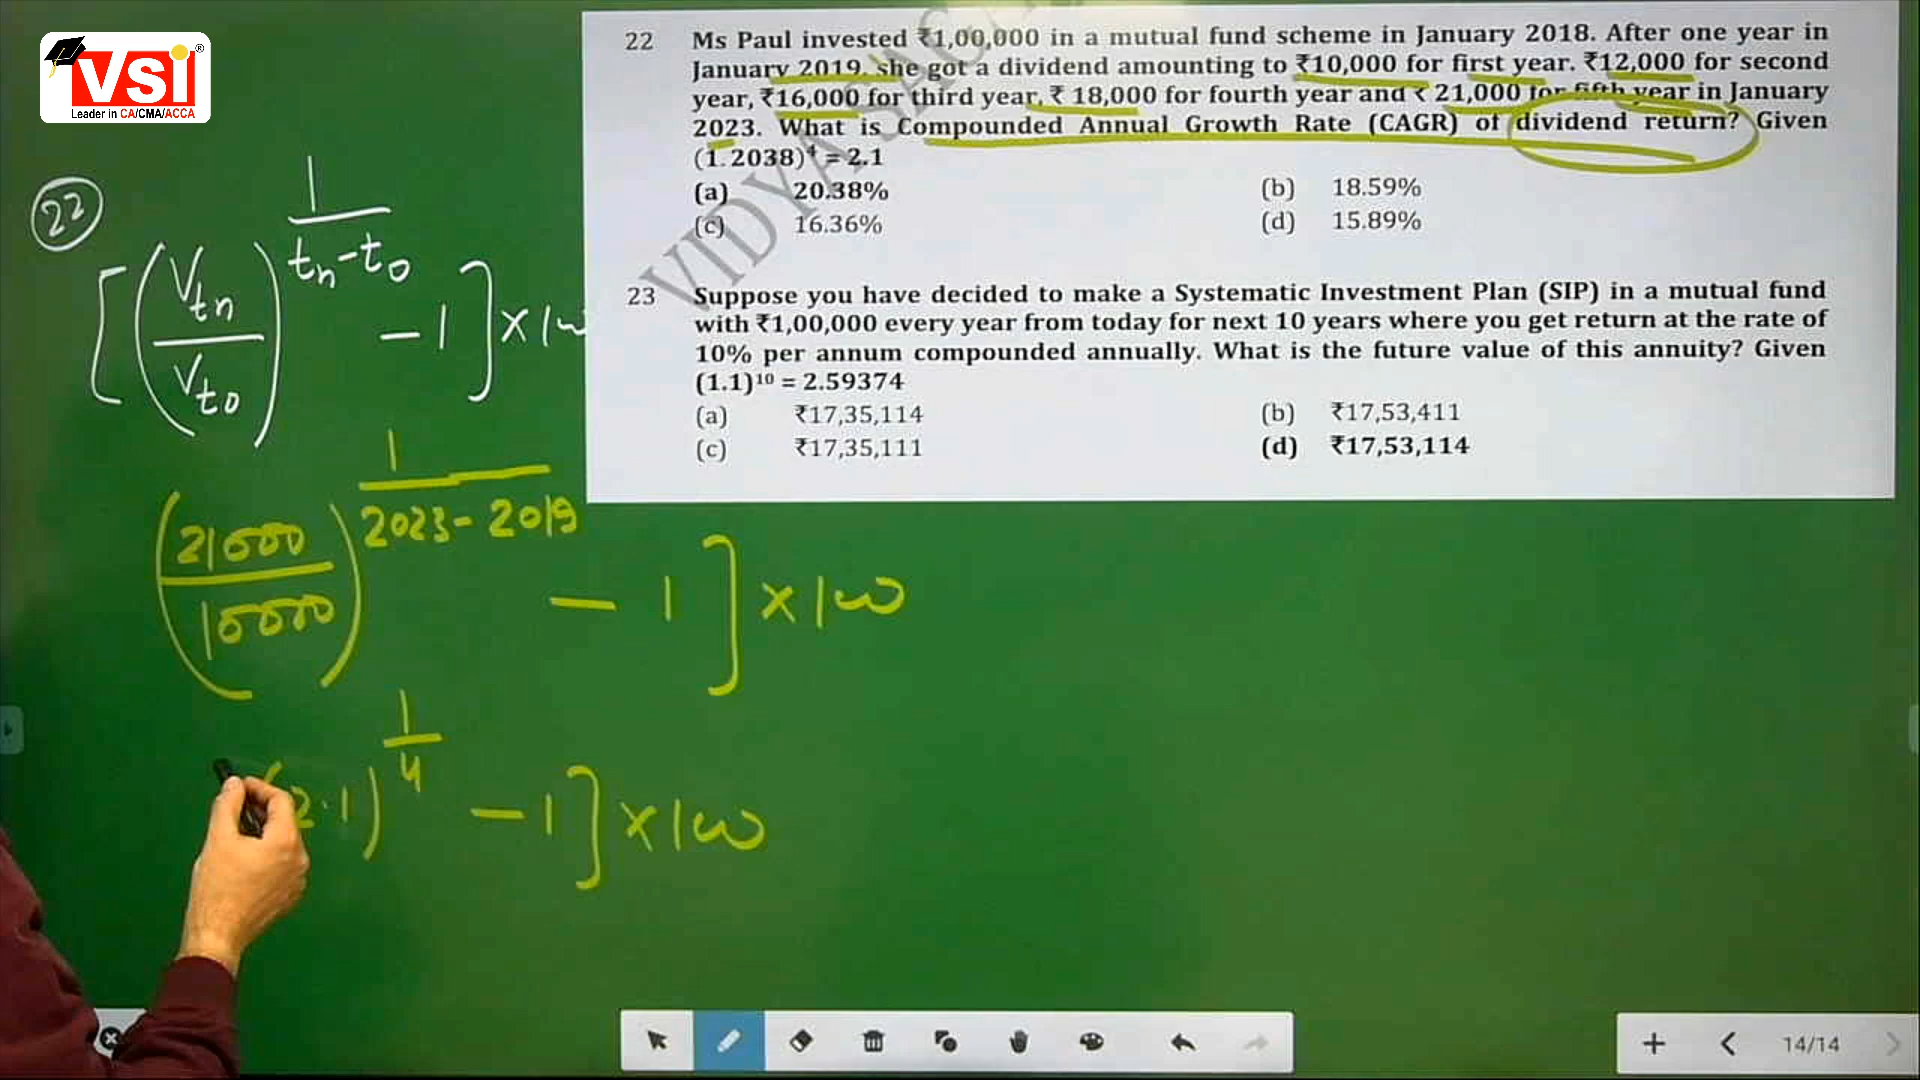 VSI
®
Leader in CA/CMA/ACCA
22 Ms Paul invested ₹1,00,000 in a mutual fund scheme in January 2018. After one year in
January 2019, she got a dividend amounting to ₹10,000 for first year. ₹12,000 for second
year, ₹16,000 for third year, ₹ 18,000 for fourth year and ₹ 21,000 for fifth year in January
2023. What is Compounded Annual Growth Rate (CAGR) of dividend return? Given
(1.2038)⁴ = 2.1
(a) 20.38% (b) 18.59%
(c) 16.36% (d) 15.89%
23 Suppose you have decided to make a Systematic Investment Plan (SIP) in a mutual fund
with ₹1,00,000 every year from today for next 10 years where you get return at the rate of
10% per annum compounded annually. What is the future value of this annuity? Given
(1.1)¹⁰ = 2.59374
(a) ₹17,35,114 (b) ₹17,53,411
(c) ₹17,35,111 (d) ₹17,53,114
22
[(Vtn/Vt0)^(1/(tn-t0)) - 1] × 100
(21000/10000)^(1/(2023-2019)) - 1] × 100
(2.1)^(1/4) - 1] × 100
14/14